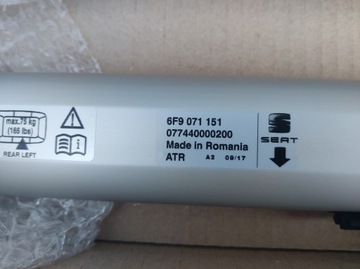 max.75 kg
(165 lbs)
REAR LEFT
6F9 071 151
077440000200
Made in Romania
ATR A2 09/17
SEAT